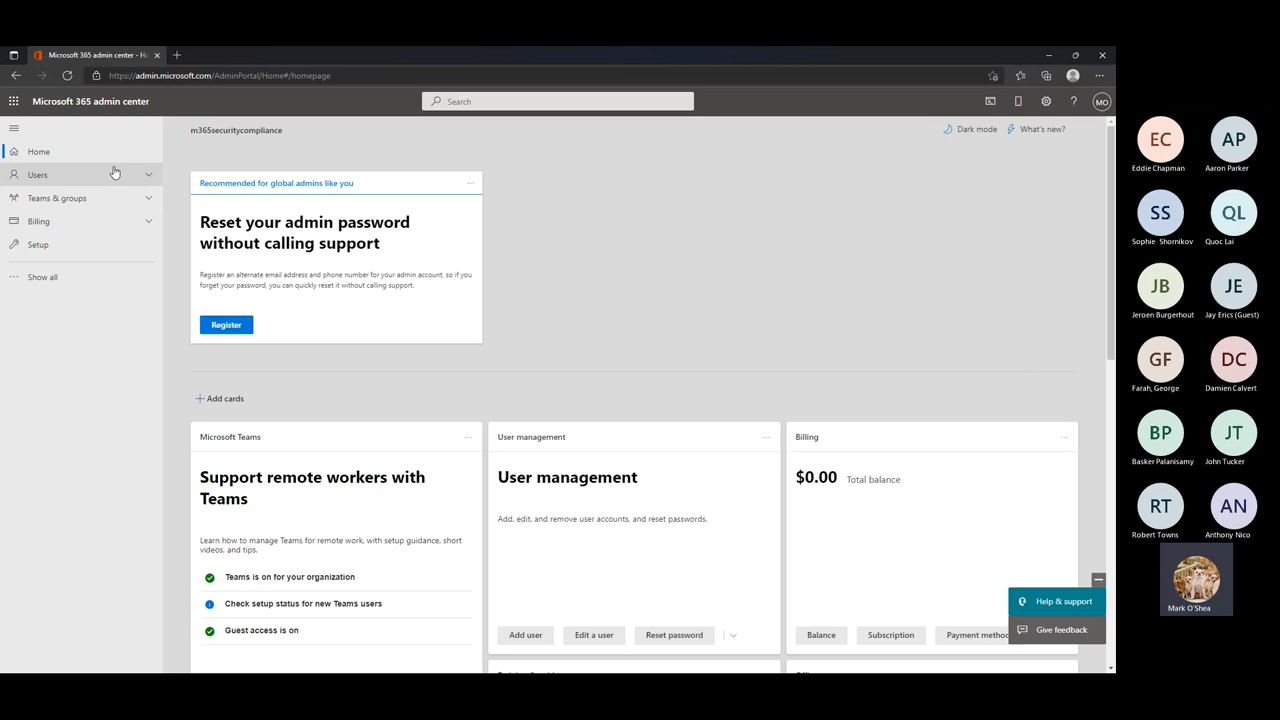 Microsoft 365 admin center - H
https://admin.microsoft.com/AdminPortal/Home#/homepage
Microsoft 365 admin center
Search
MO
Home
Users
Teams & groups
Billing
Setup
Show all
m365securitycompliance
Dark mode
What's new?
Recommended for global admins like you
Reset your admin password
without calling support
Register an alternate email address and phone number for your admin account, so if you
forget your password, you can quickly reset it without calling support.
Register
Add cards
Microsoft Teams
Support remote workers with
Teams
Learn how to manage Teams for remote work, with setup guidance, short
videos, and tips.
Teams is on for your organization
Check setup status for new Teams users
Guest access is on
User management
User management
Add, edit, and remove user accounts, and reset passwords.
Add user
Edit a user
Reset password
Billing
$0.00 Total balance
Balance
Subscription
Payment method
Help & support
Give feedback
EC
Eddie Chapman
AP
Aaron Parker
SS
Sophie Shornikov
QL
Quoc Lai
JB
Jeroen Burgerhout
JE
Jay Erics (Guest)
GF
Farah, George
DC
Damien Calvert
BP
Basker Palanisamy
JT
John Tucker
RT
Robert Towns
AN
Anthony Nico
Mark O'Shea